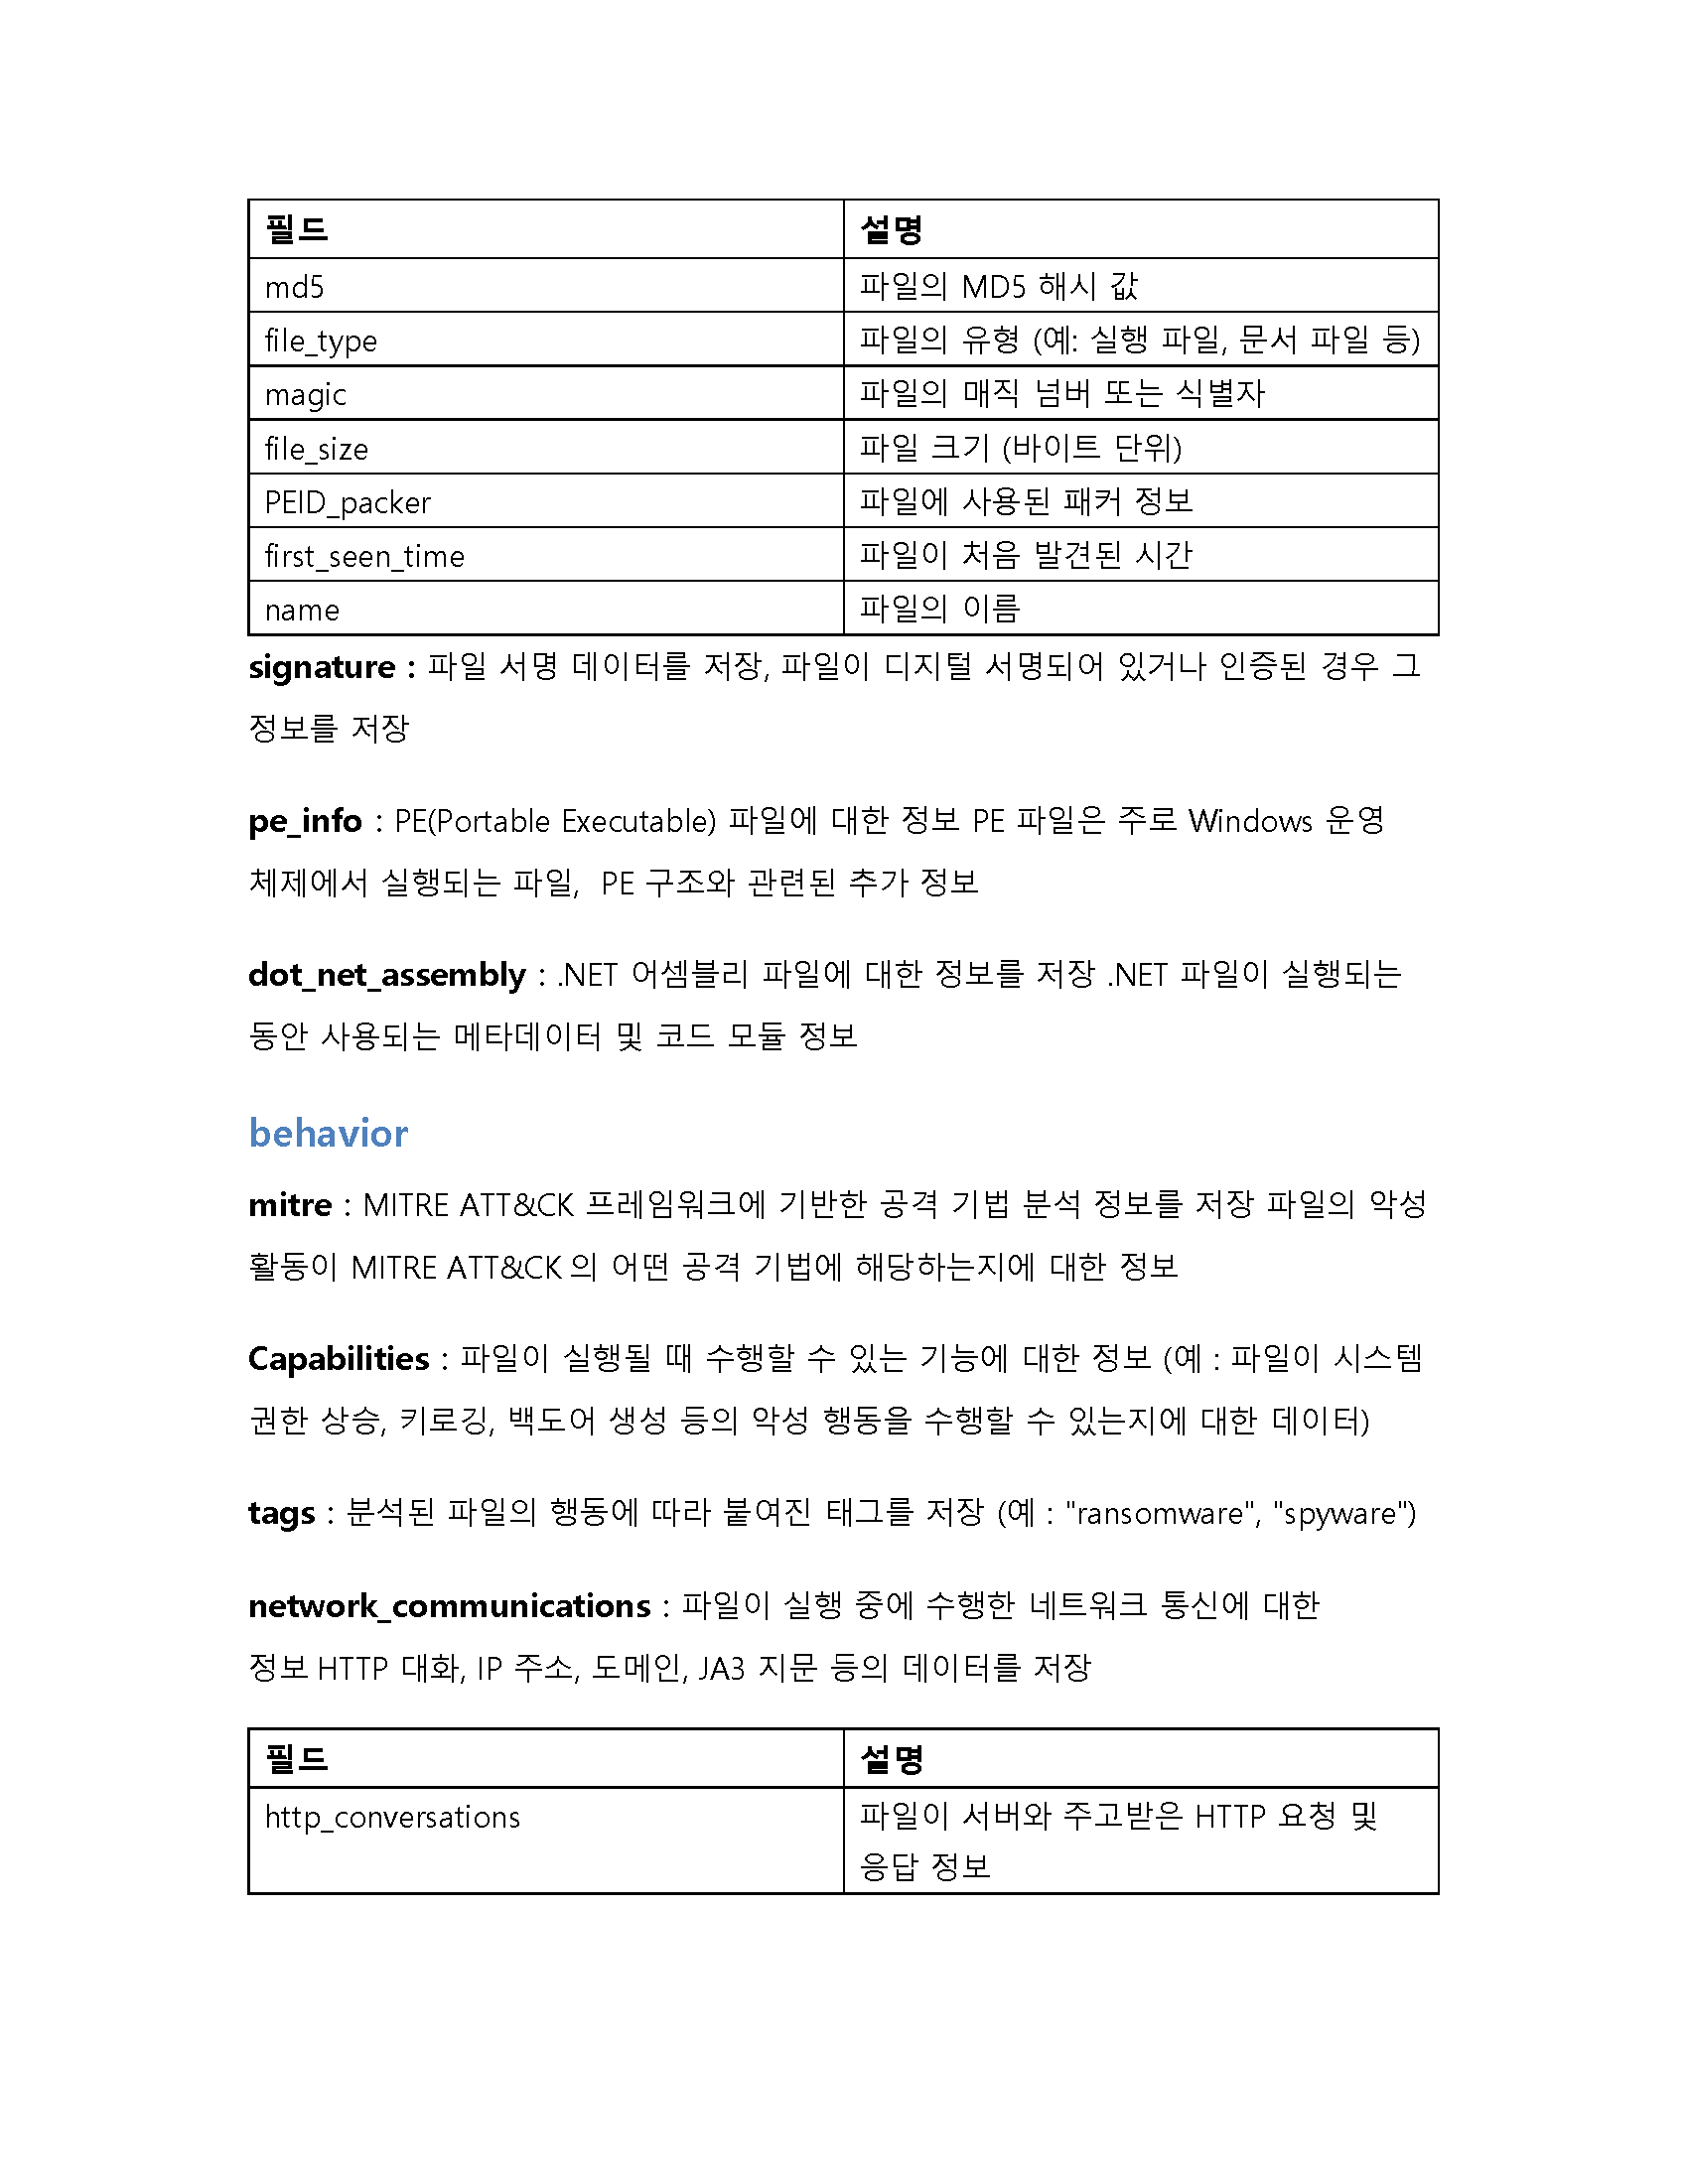 필드 설명
md5 파일의 MD5 해시 값
file_type 파일의 유형 (예: 실행 파일, 문서 파일 등)
magic 파일의 매직 넘버 또는 식별자
file_size 파일 크기 (바이트 단위)
PEID_packer 파일에 사용된 패커 정보
first_seen_time 파일이 처음 발견된 시간
name 파일의 이름
signature : 파일 서명 데이터를 저장, 파일이 디지털 서명되어 있거나 인증된 경우 그
정보를 저장
pe_info : PE(Portable Executable) 파일에 대한 정보 PE 파일은 주로 Windows 운영
체제에서 실행되는 파일, PE 구조와 관련된 추가 정보
dot_net_assembly : .NET 어셈블리 파일에 대한 정보를 저장 .NET 파일이 실행되는
동안 사용되는 메타데이터 및 코드 모듈 정보
behavior
mitre : MITRE ATT&CK 프레임워크에 기반한 공격 기법 분석 정보를 저장 파일의 악성
활동이 MITRE ATT&CK의 어떤 공격 기법에 해당하는지에 대한 정보
Capabilities : 파일이 실행될 때 수행할 수 있는 기능에 대한 정보 (예 : 파일이 시스템
권한 상승, 키로깅, 백도어 생성 등의 악성 행동을 수행할 수 있는지에 대한 데이터)
tags : 분석된 파일의 행동에 따라 붙여진 태그를 저장 (예 : "ransomware", "spyware")
network_communications : 파일이 실행 중에 수행한 네트워크 통신에 대한
정보 HTTP 대화, IP 주소, 도메인, JA3 지문 등의 데이터를 저장
필드 설명
http_conversations 파일이 서버와 주고받은 HTTP 요청 및
응답 정보